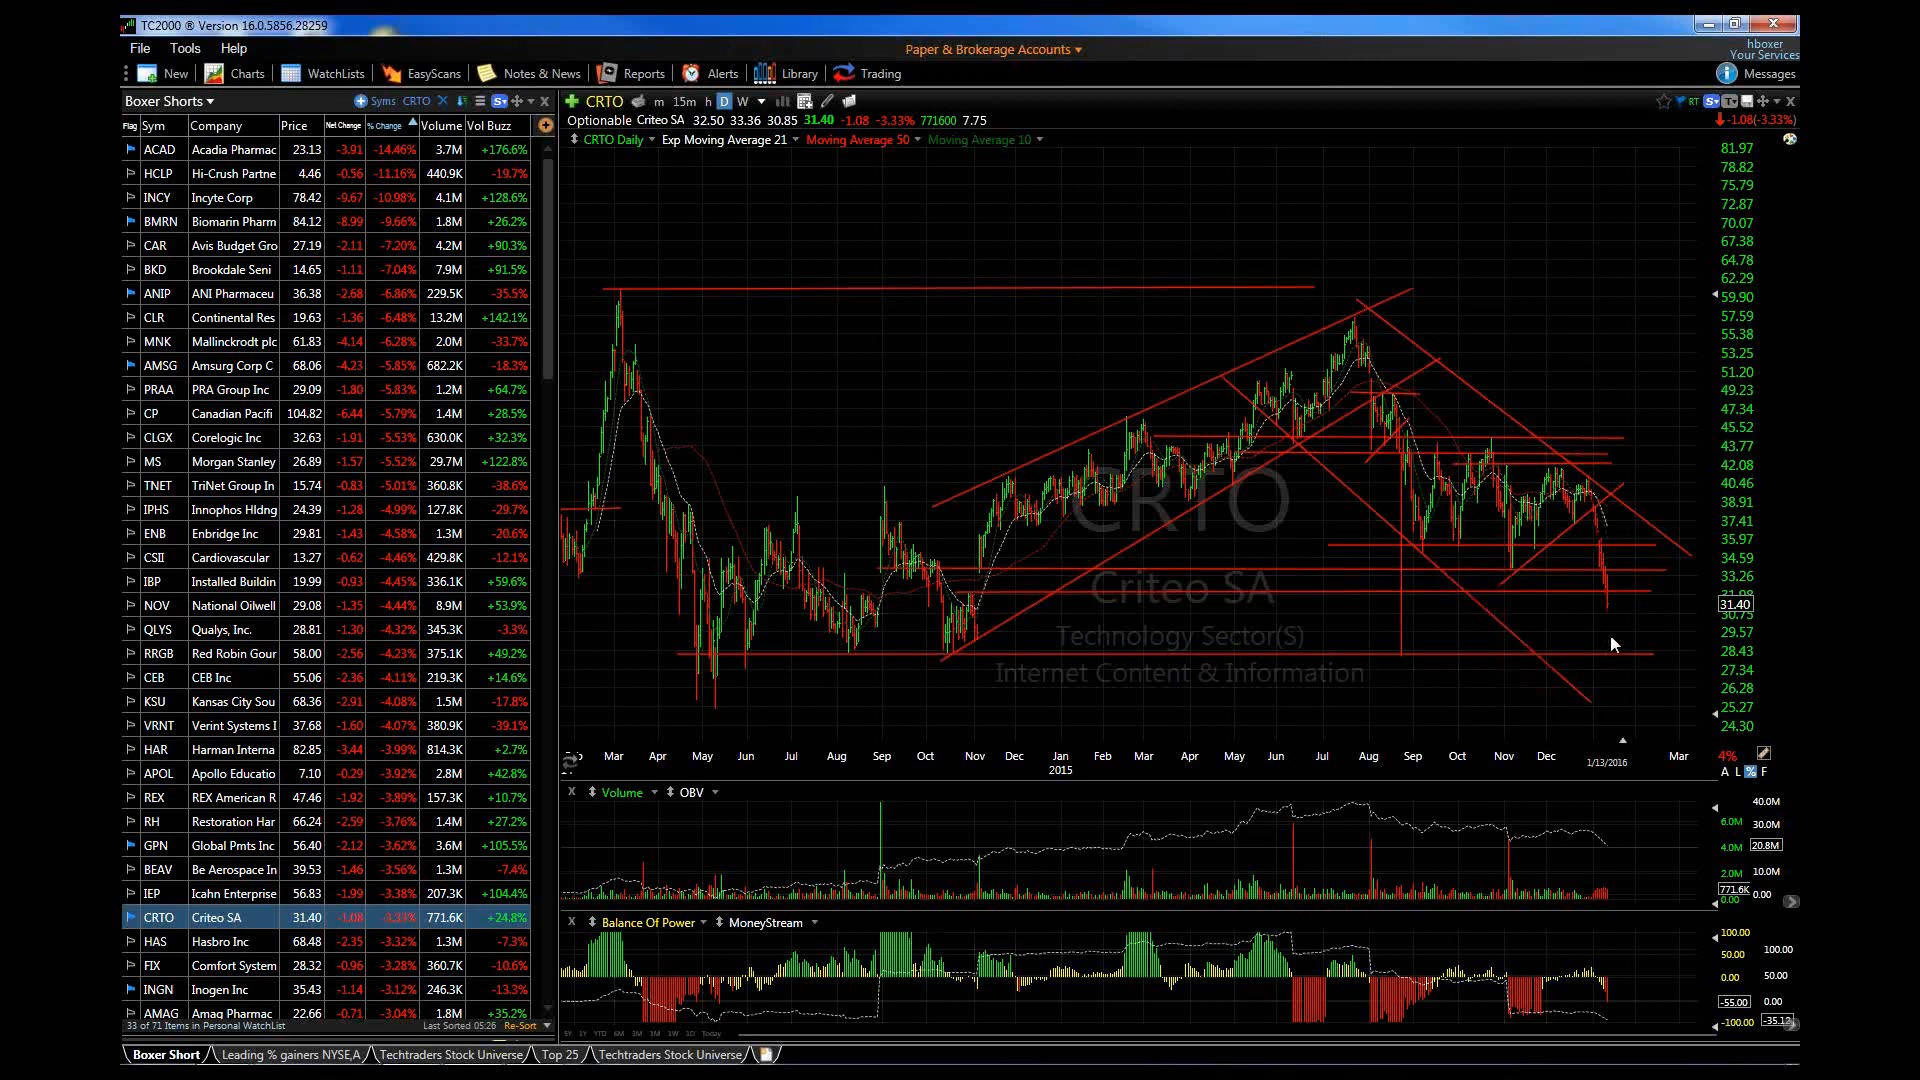 TC2000 ® Version 16.0.5856.28259
File Tools Help
Paper & Brokerage Accounts
hboxer
Your Services
New Charts WatchLists EasyScans Notes & News Reports Alerts Library Trading Messages
Boxer Shorts Syms CRTO
CRTO m 15m h D W RT
Optionable Criteo SA 32.50 33.36 30.85 31.40 -1.08 -3.33% 771600 7.75 -1.08(-3.33%)
CRTO Daily Exp Moving Average 21 Moving Average 50 Moving Average 10
Flag Sym Company Price Net Change % Change Volume Vol Buzz
ACAD Acadia Pharmac 23.13 -3.91 -14.46% 3.7M +176.6%
HCLP Hi-Crush Partne 4.46 -0.56 -11.16% 440.9K -19.7%
INCY Incyte Corp 78.42 -9.67 -10.98% 4.1M +128.6%
BMRN Biomarin Pharm 84.12 -8.99 -9.66% 1.8M +26.2%
CAR Avis Budget Gro 27.19 -2.11 -7.20% 4.2M +90.3%
BKD Brookdale Seni 14.65 -1.11 -7.04% 7.9M +91.5%
ANIP ANI Pharmaceu 36.38 -2.68 -6.86% 229.5K -35.5%
CLR Continental Res 19.63 -1.36 -6.48% 13.2M +142.1%
MNK Mallinckrodt plc 61.83 -4.14 -6.28% 2.0M -33.7%
AMSG Amsurg Corp C 68.06 -4.23 -5.85% 682.2K -18.3%
PRAA PRA Group Inc 29.09 -1.80 -5.83% 1.2M +64.7%
CP Canadian Pacifi 104.82 -6.44 -5.79% 1.4M +28.5%
CLGX Corelogic Inc 32.63 -1.91 -5.53% 630.0K +32.3%
MS Morgan Stanley 26.89 -1.57 -5.52% 29.7M +122.8%
TNET TriNet Group In 15.74 -0.83 -5.01% 360.8K -38.6%
IPHS Innophos Hldng 24.39 -1.28 -4.99% 127.8K -29.7%
ENB Enbridge Inc 29.81 -1.43 -4.58% 1.3M -20.6%
CSII Cardiovascular 13.27 -0.62 -4.46% 429.8K -12.1%
IBP Installed Buildin 19.99 -0.93 -4.45% 336.1K +59.6%
NOV National Oilwell 29.08 -1.35 -4.44% 8.9M +53.9%
QLYS Qualys, Inc. 28.81 -1.30 -4.32% 345.3K -3.3%
RRGB Red Robin Gour 58.00 -2.56 -4.23% 375.1K +49.2%
CEB CEB Inc 55.06 -2.36 -4.11% 219.3K +14.6%
KSU Kansas City Sou 68.36 -2.91 -4.08% 1.5M -17.8%
VRNT Verint Systems I 37.68 -1.60 -4.07% 380.9K -39.1%
HAR Harman Interna 82.85 -3.44 -3.99% 814.3K +2.7%
APOL Apollo Educatio 7.10 -0.29 -3.92% 2.8M +42.8%
REX REX American R 47.46 -1.92 -3.89% 157.3K +10.7%
RH Restoration Har 66.24 -2.59 -3.76% 1.4M +27.2%
GPN Global Pmts Inc 56.40 -2.12 -3.62% 3.6M +105.5%
BEAV Be Aerospace In 39.53 -1.46 -3.56% 1.3M -7.4%
IEP Icahn Enterprise 56.83 -1.99 -3.38% 207.3K +104.4%
CRTO Criteo SA 31.40 -1.08 -3.33% 771.6K +24.8%
HAS Hasbro Inc 68.48 -2.35 -3.32% 1.3M -7.3%
FIX Comfort System 28.32 -0.96 -3.28% 360.7K -10.6%
INGN Inogen Inc 35.43 -1.14 -3.12% 246.3K -13.3%
AMAG Amag Pharmac 22.66 -0.71 -3.04% 1.8M +35.2%
33 of 71 Items in Personal WatchList Last Sorted 05:26 Re-Sort
81.97
78.82
75.79
72.87
70.07
67.38
64.78
62.29
59.90
57.59
55.38
53.25
51.20
49.23
47.34
45.52
43.77
42.08
40.46
38.91
37.41
35.97
34.59
33.26
31.98
31.40
30.75
29.57
28.43
27.34
26.28
25.27
24.30
CRTO
Criteo SA
Technology Sector(S)
Internet Content & Information
Mar Apr May Jun Jul Aug Sep Oct Nov Dec Jan Feb Mar Apr May Jun Jul Aug Sep Oct Nov Dec Mar
2015 1/13/2016
4%
A L % F
X Volume OBV
40.0M
6.0M 30.0M
4.0M 20.8M
2.0M 10.0M
771.6K 0.00
0.00
X Balance Of Power MoneyStream
100.00
50.00 100.00
0.00 50.00
-55.00 0.00
-100.00 -35.12
5Y 1Y YTD 6M 3M 1M 1W 1D Today
Boxer Short Leading % gainers NYSE,A Techtraders Stock Universe Top 25 Techtraders Stock Universe